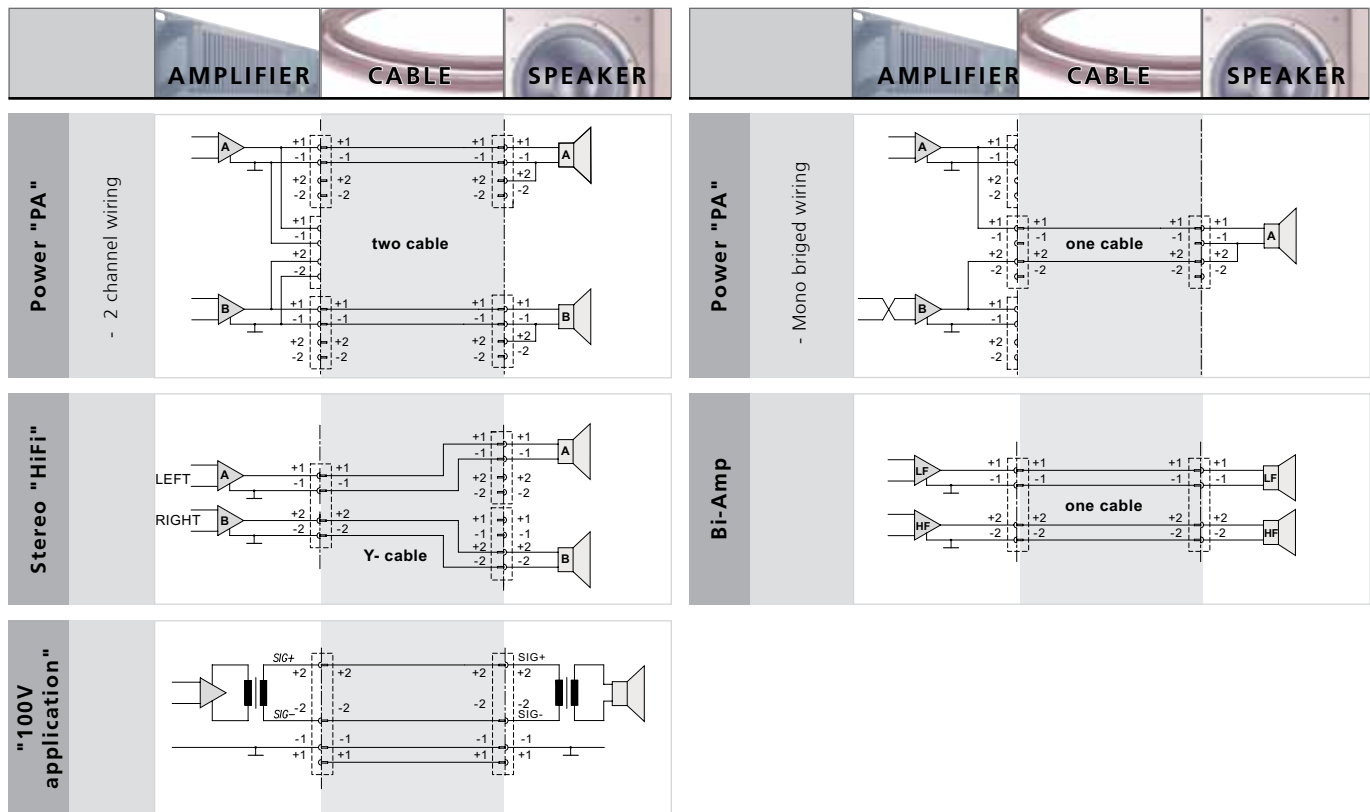 AMPLIFIER CABLE SPEAKER
Power "PA"
- 2 channel wiring
A
+1 +1 +1 +1
-1 -1 -1 -1
+2 +2 +2 +2
-2 -2 -2 -2
A
+1
-1
+2
-2
two cable
B
+1 +1 +1 +1
-1 -1 -1 -1
+2 +2 +2 +2
-2 -2 -2 -2
B
Stereo "HiFi"
LEFT
A
+1 +1
-1 -1
RIGHT
B
+2 +2
-2 -2
Y- cable
+1 +1
-1 -1
+2 +2
-2 -2
A
+1 +1
-1 -1
+2 +2
-2 -2
B
"100V
application"
SIG+ SIG+
+2 +2 +2 +2
-2 -2 -2 -2
SIG– SIG-
-1 -1 -1 -1
+1 +1 +1 +1
AMPLIFIER CABLE SPEAKER
Power "PA"
- Mono briged wiring
A
+1
-1
+2
-2
+1 +1 +1 +1
-1 -1 -1 -1
+2 +2 +2 +2
-2 -2 -2 -2
one cable
A
B
+1
-1
+2
-2
Bi-Amp
LF
+1 +1 +1 +1
-1 -1 -1 -1
LF
one cable
HF
+2 +2 +2 +2
-2 -2 -2 -2
HF